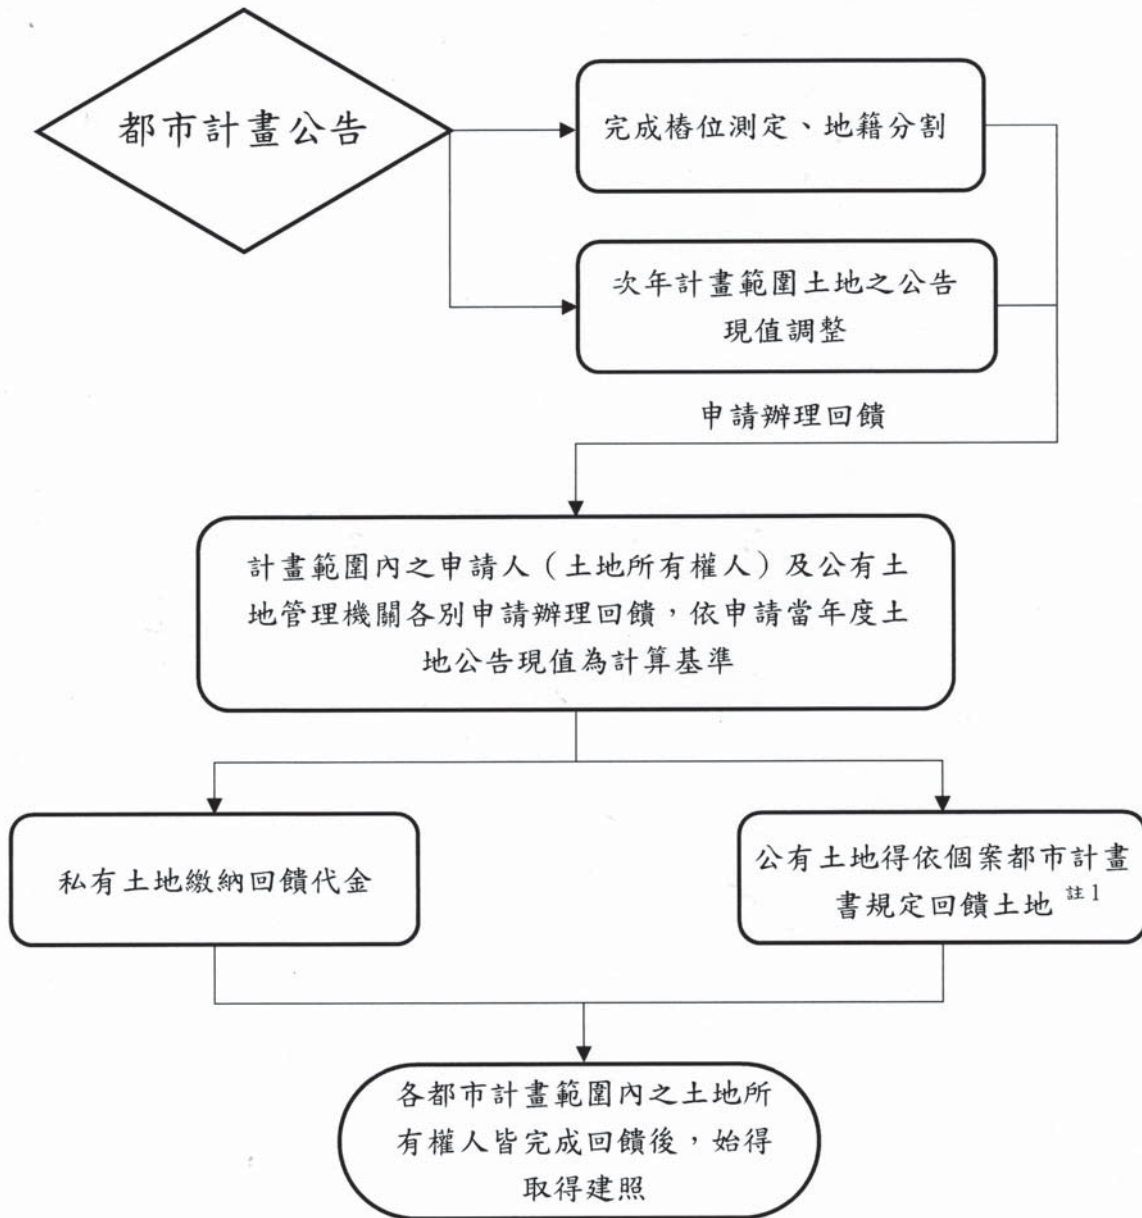 都市計畫公告
完成樁位測定、地籍分割
次年計畫範圍土地之公告
現值調整
申請辦理回饋
計畫範圍內之申請人（土地所有權人）及公有土
地管理機關各別申請辦理回饋，依申請當年度土
地公告現值為計算基準
私有土地繳納回饋代金
公有土地得依個案都市計畫
書規定回饋土地 註1
各都市計畫範圍內之土地所
有權人皆完成回饋後，始得
取得建照